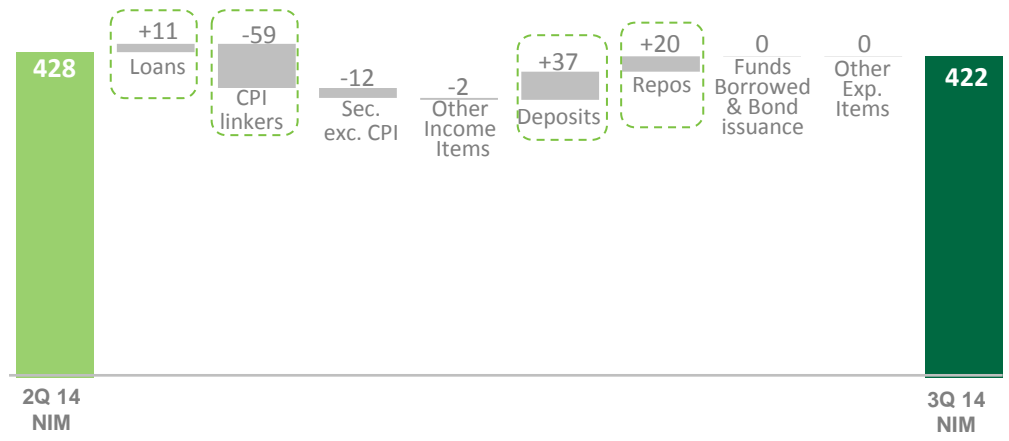 428
+11
Loans
-59
CPI
linkers
-12
Sec.
exc. CPI
-2
Other
Income
Items
+37
Deposits
+20
Repos
0
Funds
Borrowed
& Bond
issuance
0
Other
Exp.
Items
422
2Q 14
NIM
3Q 14
NIM